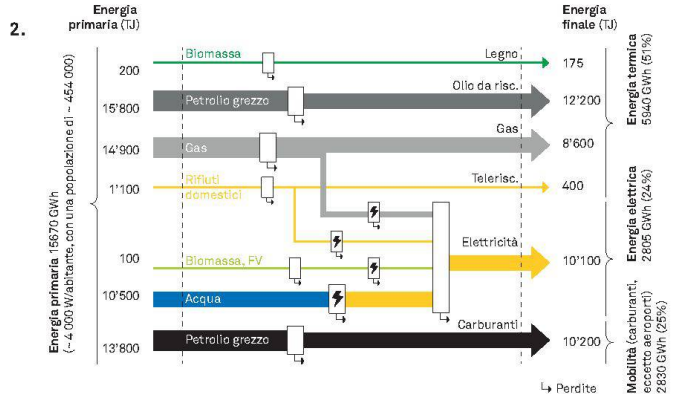 2.
Energia
primaria (TJ)
Energia
finale (TJ)
Energia primaria 15670 GWh
(~4 000 W/abitante, con una popolazione di ~ 454 000)
200
Biomassa
Legno
175
15'800
Petrolio grezzo
Olio da risc.
12'200
14'900
Gas
Gas
8'600
1'100
Rifiuti
domestici
Telerisc.
400
Elettricità
10'100
100
Biomassa, FV
10'500
Acqua
13'800
Petrolio grezzo
Carburanti
10'200
Energia termica
5940 GWh (51%)
Energia elettrica
2805 GWh (24%)
Mobilità (carburanti,
eccetto aeroporti)
2830 GWh (25%)
Perdite